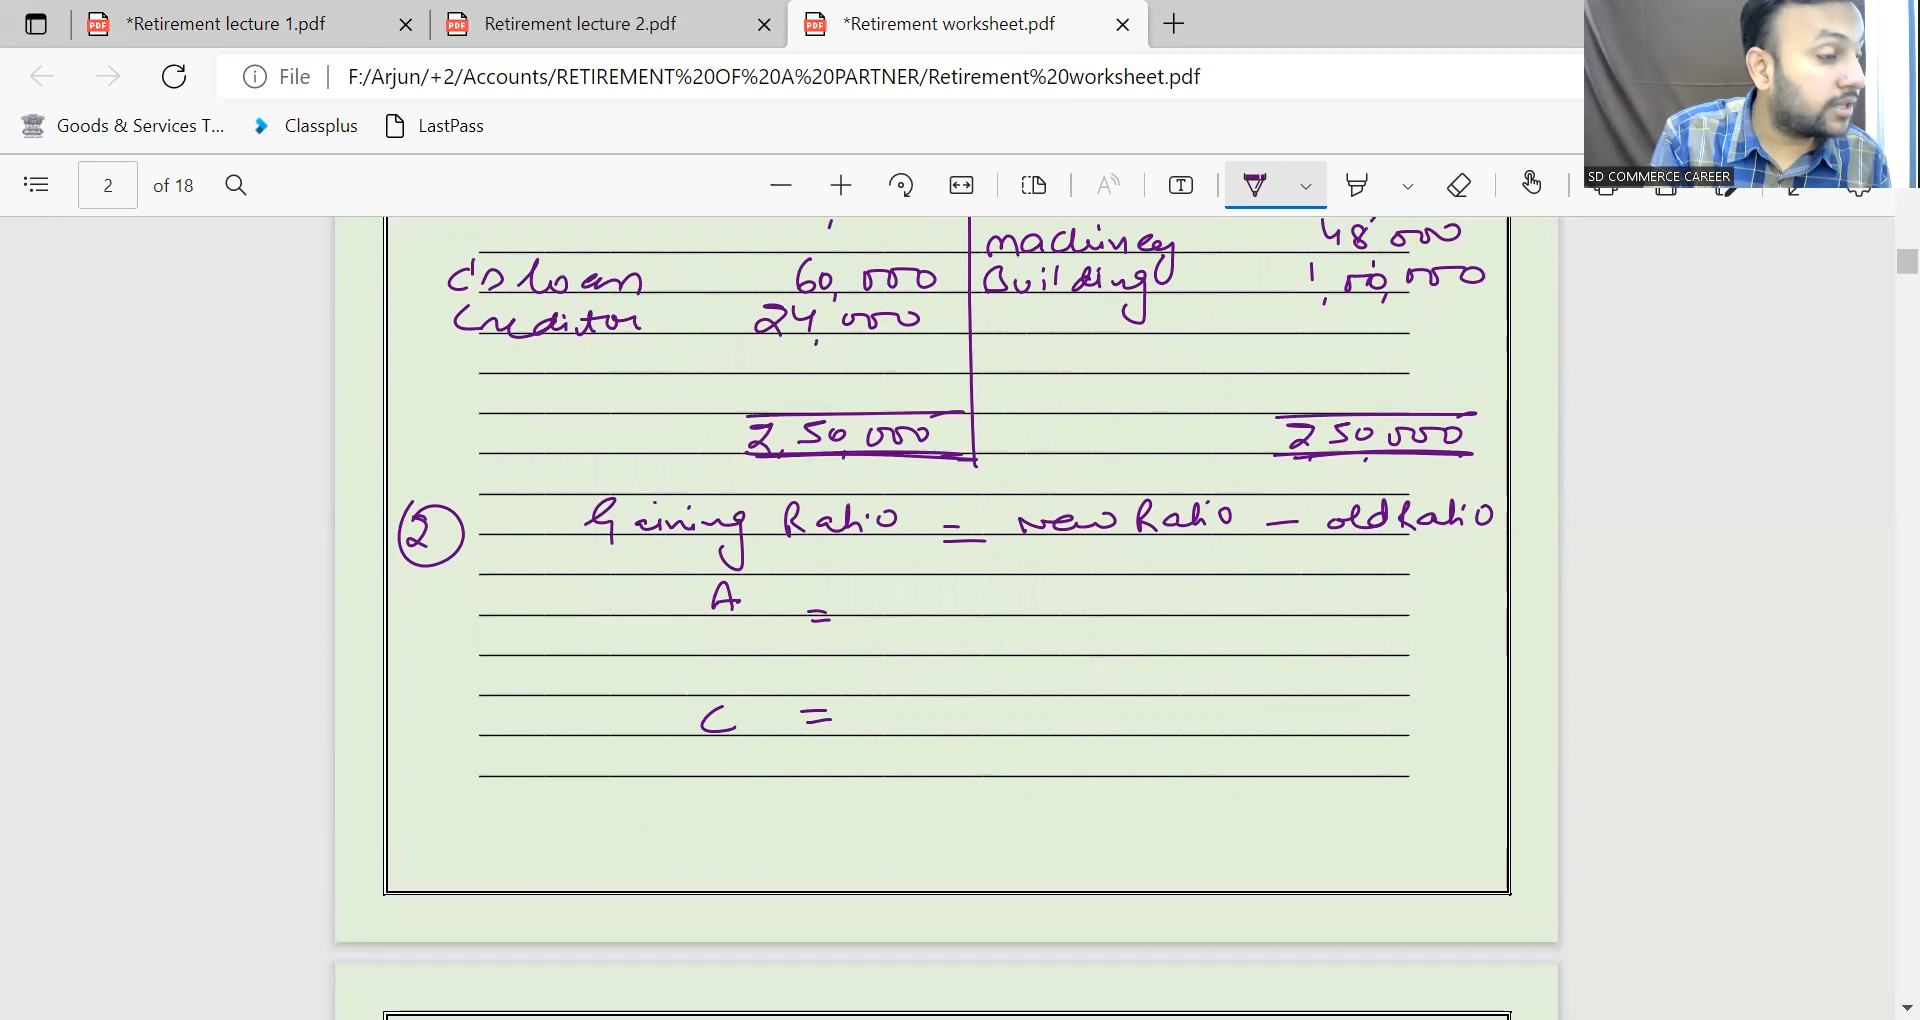 *Retirement lecture 1.pdf
Retirement lecture 2.pdf
*Retirement worksheet.pdf
File
F:/Arjun/+2/Accounts/RETIREMENT%20OF%20A%20PARTNER/Retirement%20worksheet.pdf
Goods & Services T...
Classplus
LastPass
2 of 18
SD COMMERCE CAREER
machinery 48,000
C's loan 60,000 Building 1,00,000
Creditor 24,000
2,50,000 2,50,000
2 Gaining Ratio = New Ratio – old Ratio
A =
C =